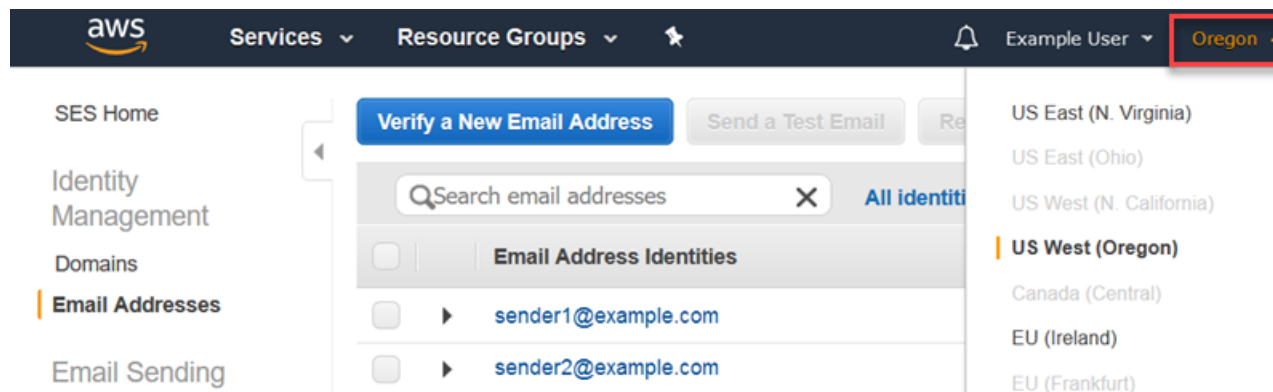 aws Services Resource Groups Example User Oregon
SES Home
Identity
Management
Domains
Email Addresses
Email Sending
Verify a New Email Address Send a Test Email Re
Search email addresses All identiti
Email Address Identities
sender1@example.com
sender2@example.com
US East (N. Virginia)
US East (Ohio)
US West (N. California)
US West (Oregon)
Canada (Central)
EU (Ireland)
EU (Frankfurt)